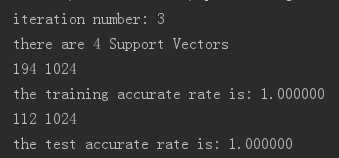 iteration number: 3
there are 4 Support Vectors
194 1024
the training accurate rate is: 1.000000
112 1024
the test accurate rate is: 1.000000